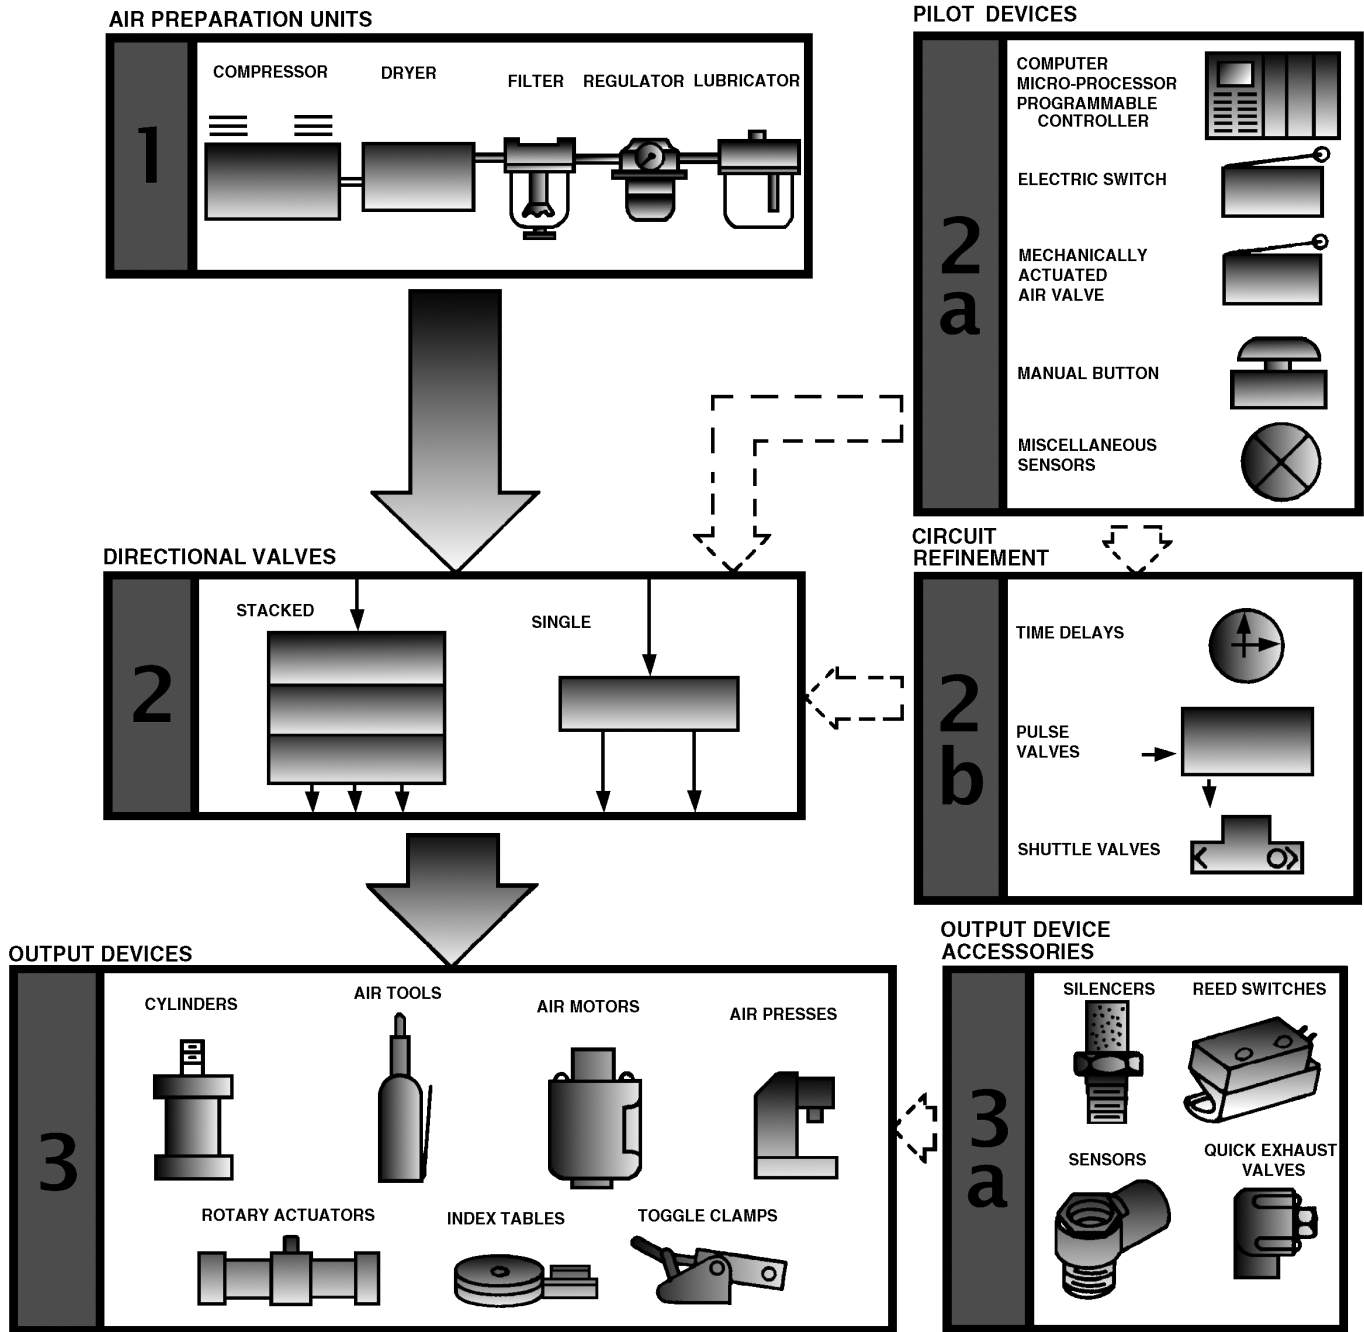 AIR PREPARATION UNITS
1
COMPRESSOR
DRYER
FILTER
REGULATOR
LUBRICATOR
PILOT DEVICES
2
a
COMPUTER
MICRO-PROCESSOR
PROGRAMMABLE
CONTROLLER
ELECTRIC SWITCH
MECHANICALLY
ACTUATED
AIR VALVE
MANUAL BUTTON
MISCELLANEOUS
SENSORS
DIRECTIONAL VALVES
2
STACKED
SINGLE
CIRCUIT
REFINEMENT
2
b
TIME DELAYS
PULSE
VALVES
SHUTTLE VALVES
OUTPUT DEVICES
3
CYLINDERS
AIR TOOLS
AIR MOTORS
AIR PRESSES
ROTARY ACTUATORS
INDEX TABLES
TOGGLE CLAMPS
OUTPUT DEVICE
ACCESSORIES
3
a
SILENCERS
REED SWITCHES
SENSORS
QUICK EXHAUST
VALVES